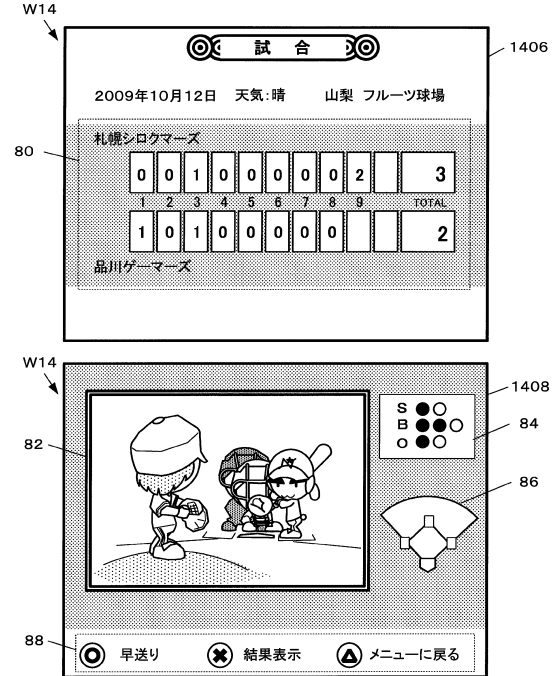 W14
試 合
1406
2009年10月12日 天気:晴 山梨 フルーツ球場
80
札幌シロクマーズ
0 0 1 0 0 0 0 0 2 3
1 2 3 4 5 6 7 8 9 TOTAL
1 0 1 0 0 0 0 0 2
品川ゲーマーズ
W14
1408
S
B
O
84
82
86
88
早送り 結果表示 メニューに戻る